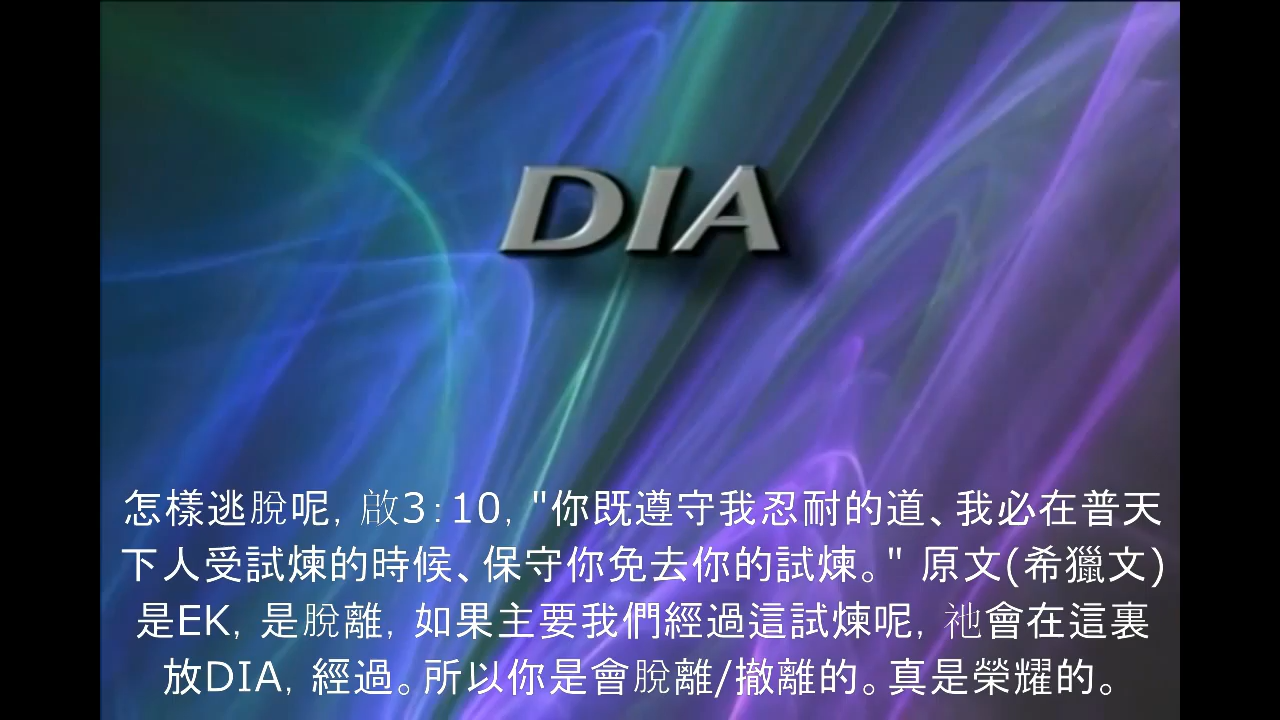 DIA
怎樣逃脫呢, 啟3:10, "你既遵守我忍耐的道、我必在普天
下人受試煉的時候、保守你免去你的試煉。" 原文(希獵文)
是EK, 是脫離, 如果主要我們經過這試煉呢, 祂會在這裏
放DIA, 經過。所以你是會脫離/撤離的。真是榮耀的。